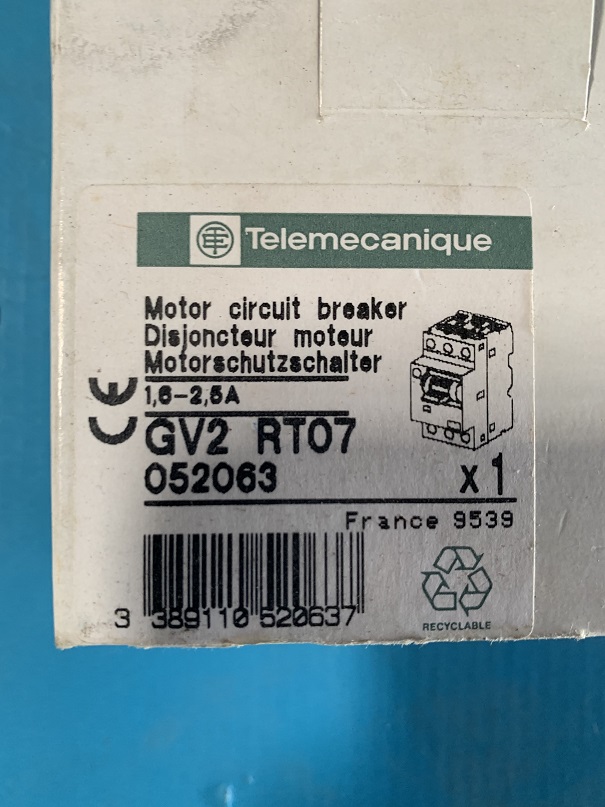 Telemecanique
Motor circuit breaker
Disjoncteur moteur
Motorschutzschalter
1,6-2,5A
GV2 RT07
052063 x1
France 9539
3 389110 520637
RECYCLABLE